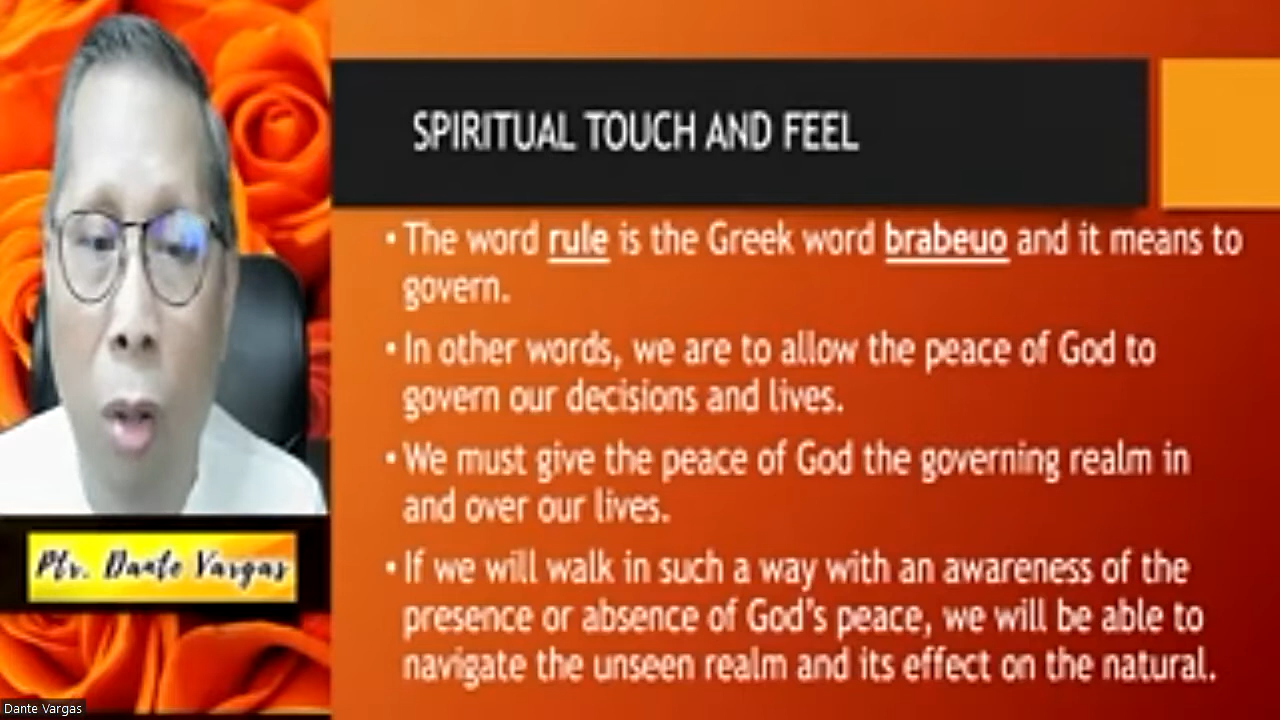 SPIRITUAL TOUCH AND FEEL
• The word rule is the Greek word brabeuo and it means to
govern.
• In other words, we are to allow the peace of God to
govern our decisions and lives.
• We must give the peace of God the governing realm in
and over our lives.
• If we will walk in such a way with an awareness of the
presence or absence of God's peace, we will be able to
navigate the unseen realm and its effect on the natural.
Ptr. Dante Vargas
Dante Vargas